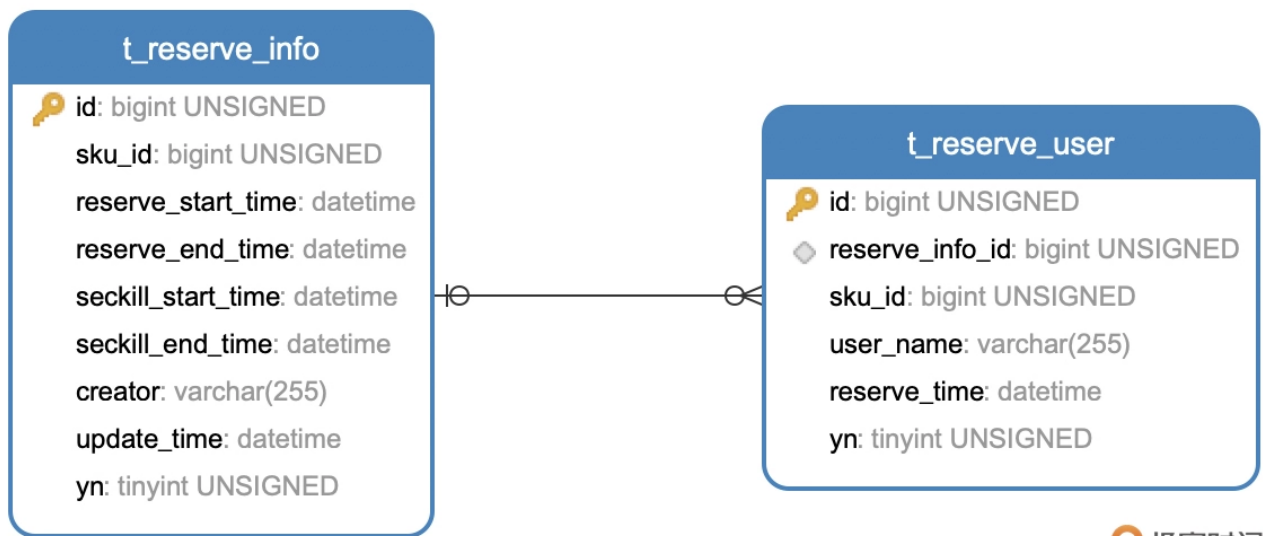 t_reserve_info
id: bigint UNSIGNED
sku_id: bigint UNSIGNED
reserve_start_time: datetime
reserve_end_time: datetime
seckill_start_time: datetime
seckill_end_time: datetime
creator: varchar(255)
update_time: datetime
yn: tinyint UNSIGNED
t_reserve_user
id: bigint UNSIGNED
reserve_info_id: bigint UNSIGNED
sku_id: bigint UNSIGNED
user_name: varchar(255)
reserve_time: datetime
yn: tinyint UNSIGNED